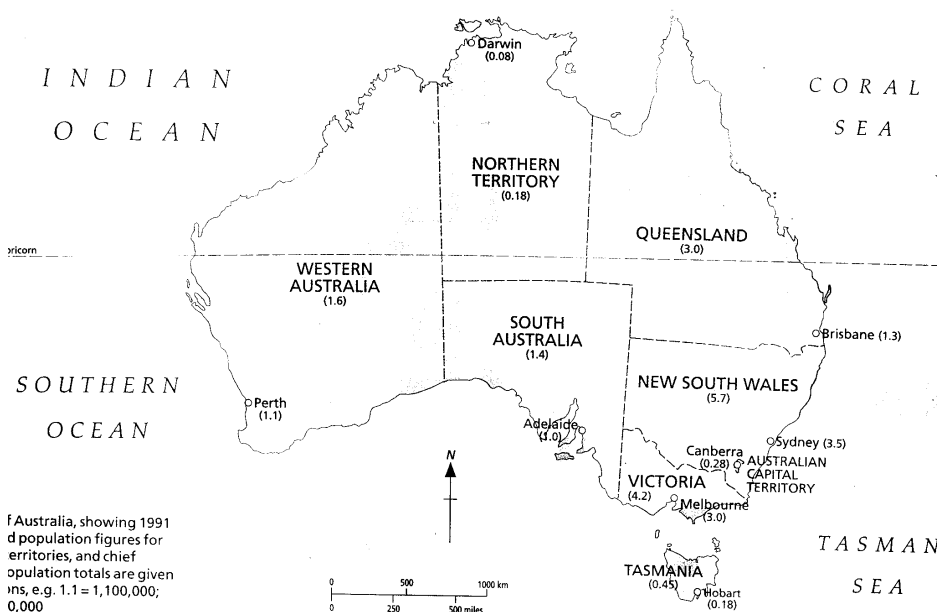 Darwin
(0.08)
INDIAN
OCEAN
CORAL
SEA
NORTHERN
TERRITORY
(0.18)
QUEENSLAND
(3.0)
pricorn
WESTERN
AUSTRALIA
(1.6)
SOUTH
AUSTRALIA
(1.4)
Brisbane (1.3)
SOUTHERN
OCEAN
NEW SOUTH WALES
(5.7)
Perth
(1.1)
Adelaide
(1.0)
Sydney (3.5)
Canberra
(0.28)
AUSTRALIAN
CAPITAL
TERRITORY
N
VICTORIA
(4.2)
Melbourne
(3.0)
f Australia, showing 1991
d population figures for
erritories, and chief
opulation totals are given
ons, e.g. 1.1 = 1,100,000;
0,000
TASMAN
SEA
TASMANIA
(0.45)
Hobart
(0.18)
0 500 1000 km
0 250 500 miles